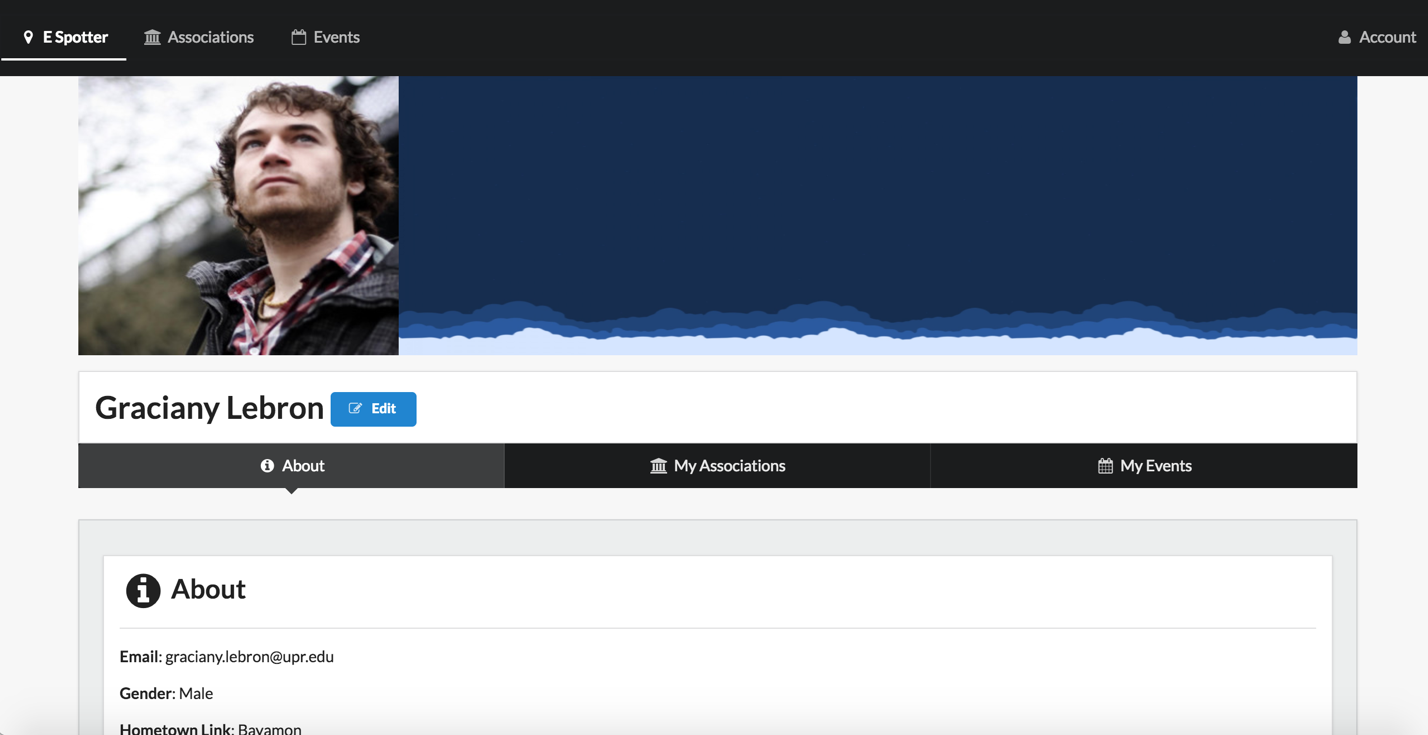 E Spotter Associations Events Account
Graciany Lebron Edit
About My Associations My Events
About
Email: graciany.lebron@upr.edu
Gender: Male
Hometown Link: Bayamon